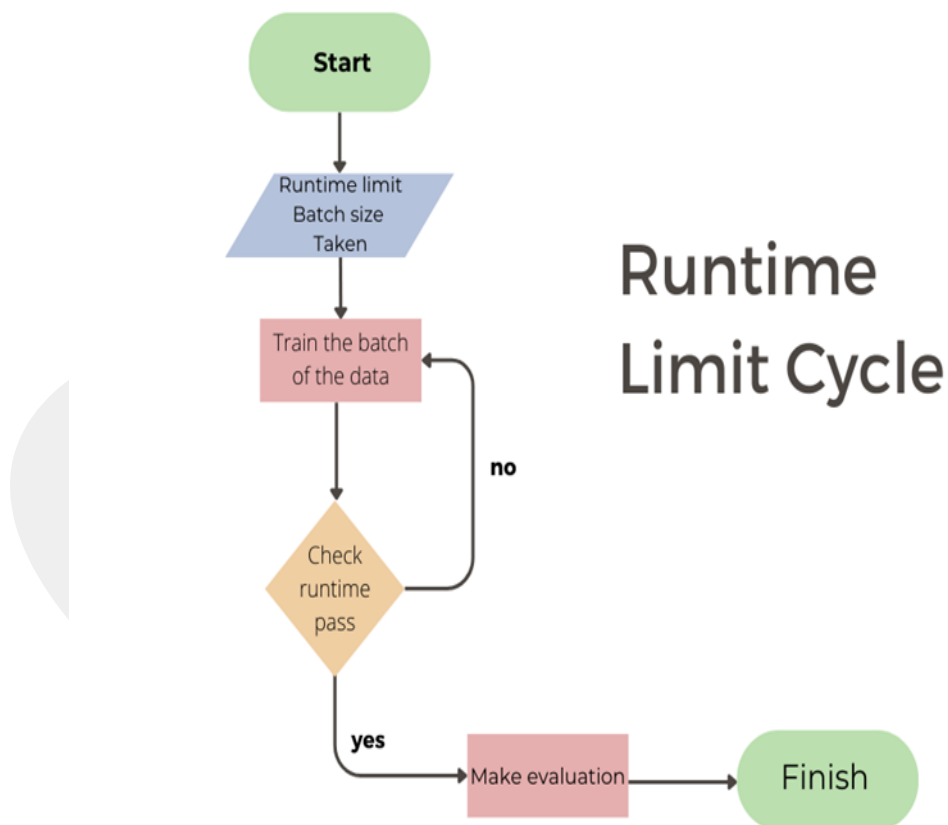 Start
Runtime limit
Batch size
Taken
Runtime
Limit Cycle
Train the batch
of the data
no
Check
runtime
pass
yes
Make evaluation
Finish